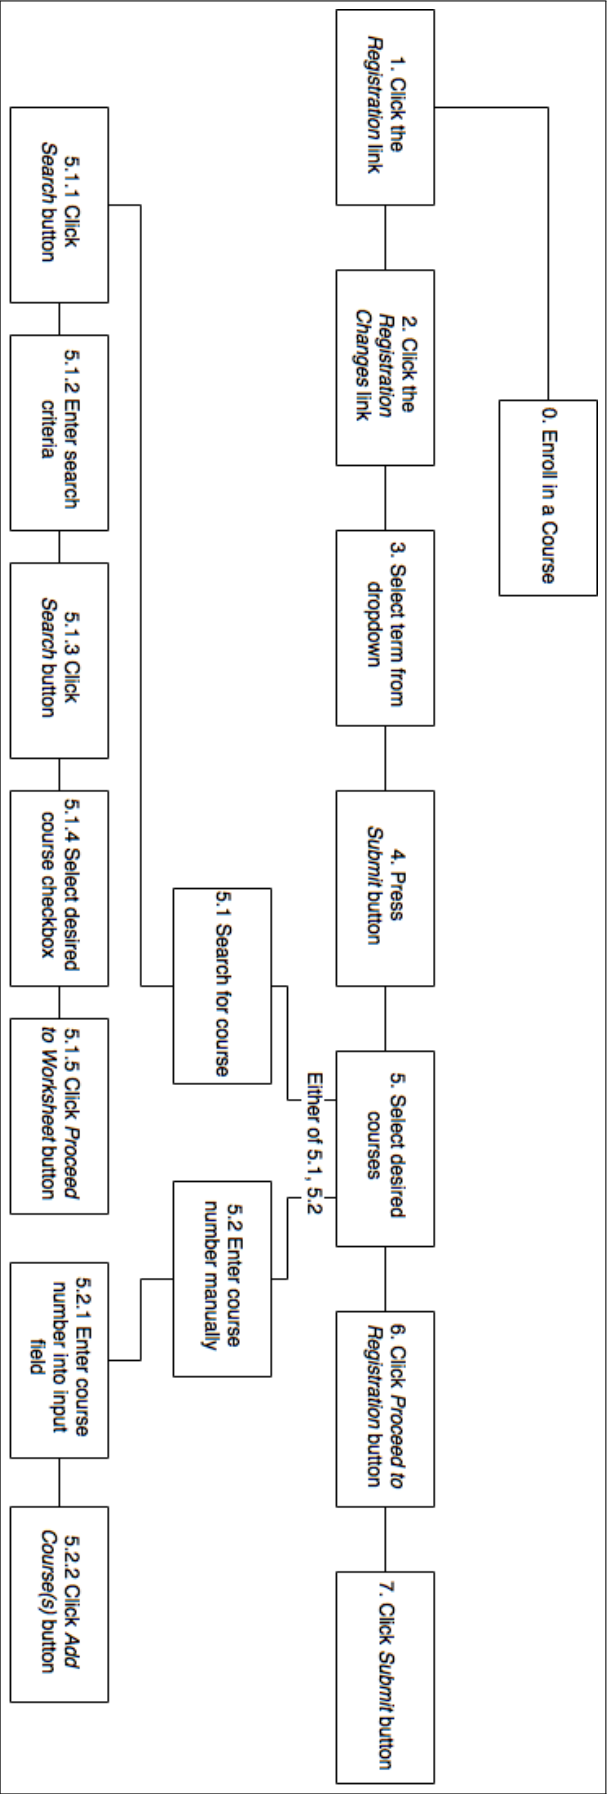 0. Enroll in a Course
1. Click the
Registration link
2. Click the
Registration
Changes link
3. Select term from
dropdown
4. Press
Submit button
5. Select desired
courses
6. Click Proceed to
Registration button
7. Click Submit button
Either of 5.1, 5.2
5.1 Search for course
5.2 Enter course
number manually
5.1.1 Click
Search button
5.1.2 Enter search
criteria
5.1.3 Click
Search button
5.1.4 Select desired
course checkbox
5.1.5 Click Proceed
to Worksheet button
5.2.1 Enter course
number into input
field
5.2.2 Click Add
Course(s) button